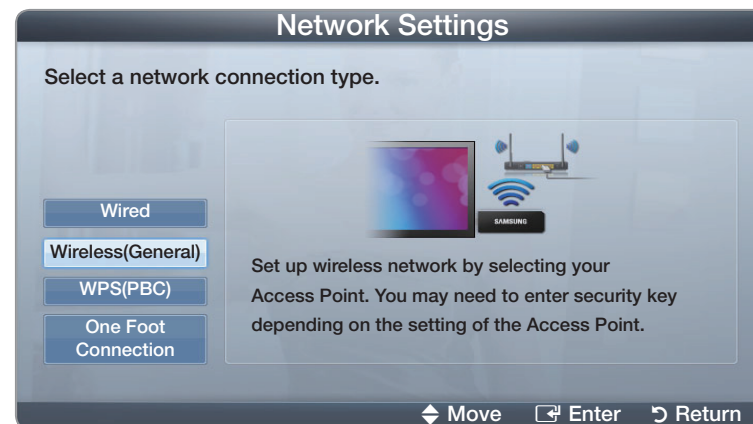 Network Settings
Select a network connection type.
Wired
Wireless(General)
WPS(PBC)
One Foot
Connection
SAMSUNG
Set up wireless network by selecting your
Access Point. You may need to enter security key
depending on the setting of the Access Point.
Move Enter Return